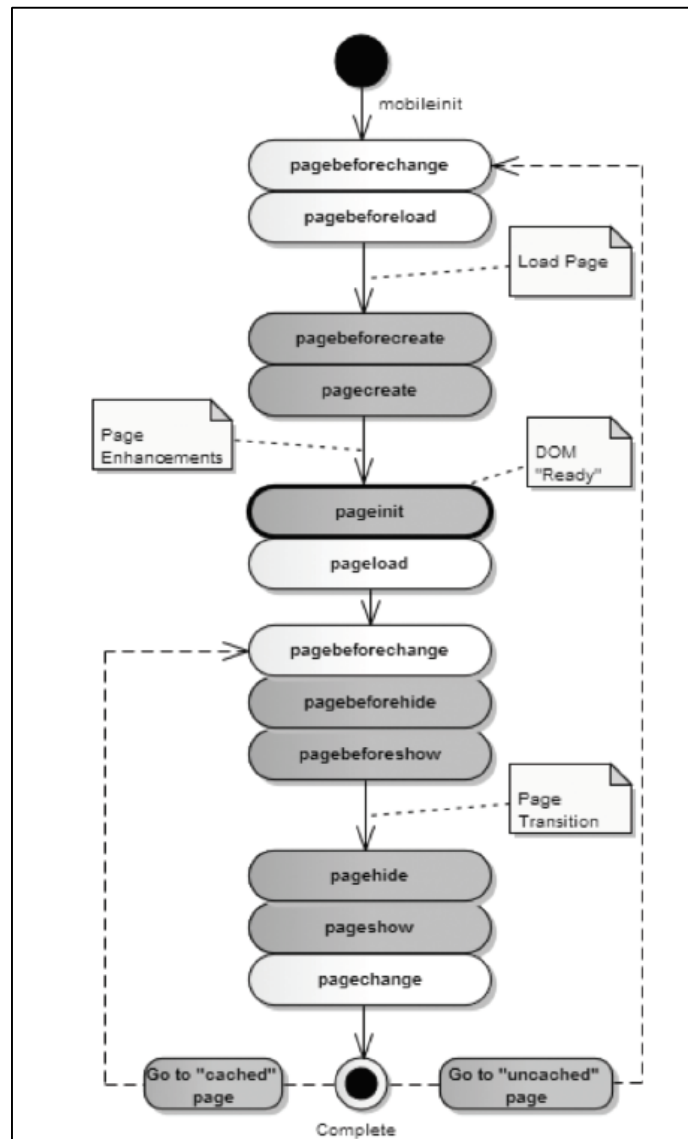 mobileinit
pagebeforechange
pagebeforeload
Load Page
pagebeforecreate
pagecreate
Page
Enhancements
DOM
"Ready"
pageinit
pageload
pagebeforechange
pagebeforehide
pagebeforeshow
Page
Transition
pagehide
pageshow
pagechange
Go to "cached"
page
Go to "uncached"
page
Complete